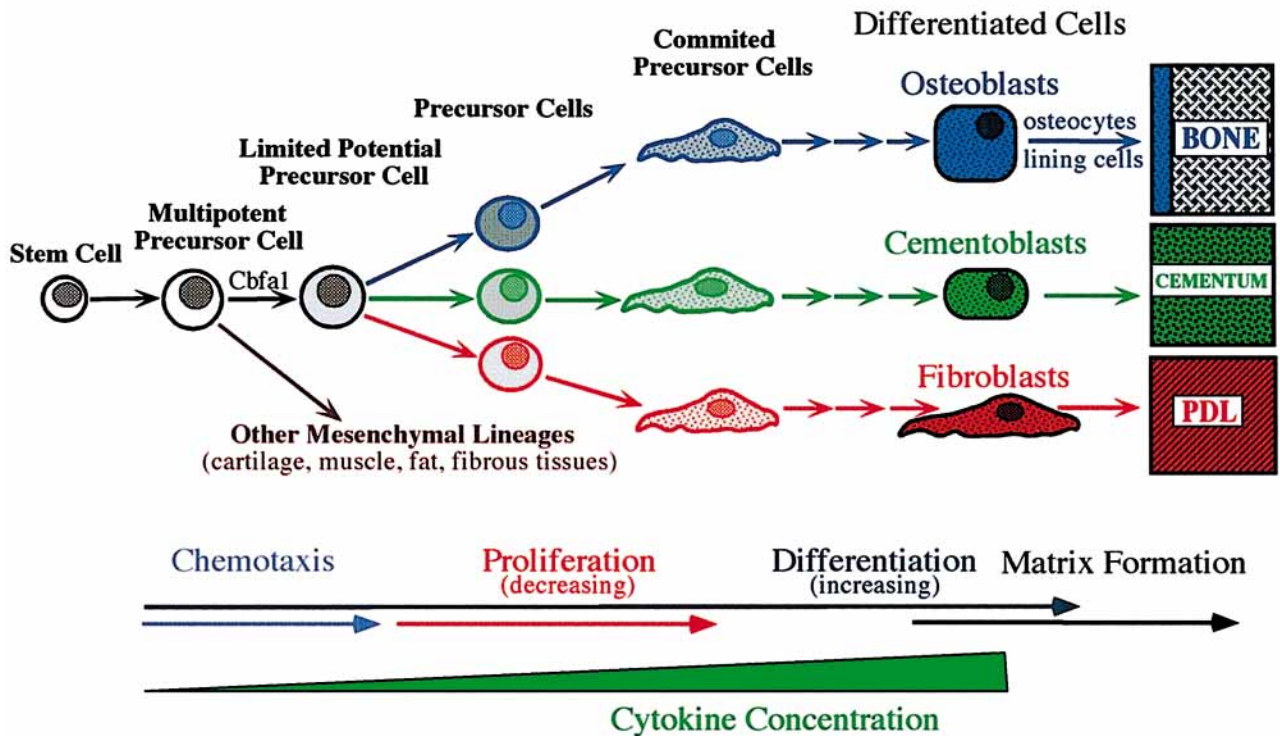 Differentiated Cells
Commited
Precursor Cells
Osteoblasts
Precursor Cells
osteocytes
lining cells
BONE
Limited Potential
Precursor Cell
Multipotent
Precursor Cell
Stem Cell
Cbfa1
Cementoblasts
CEMENTUM
Fibroblasts
PDL
Other Mesenchymal Lineages
(cartilage, muscle, fat, fibrous tissues)
Chemotaxis
Proliferation
(decreasing)
Differentiation
(increasing)
Matrix Formation
Cytokine Concentration